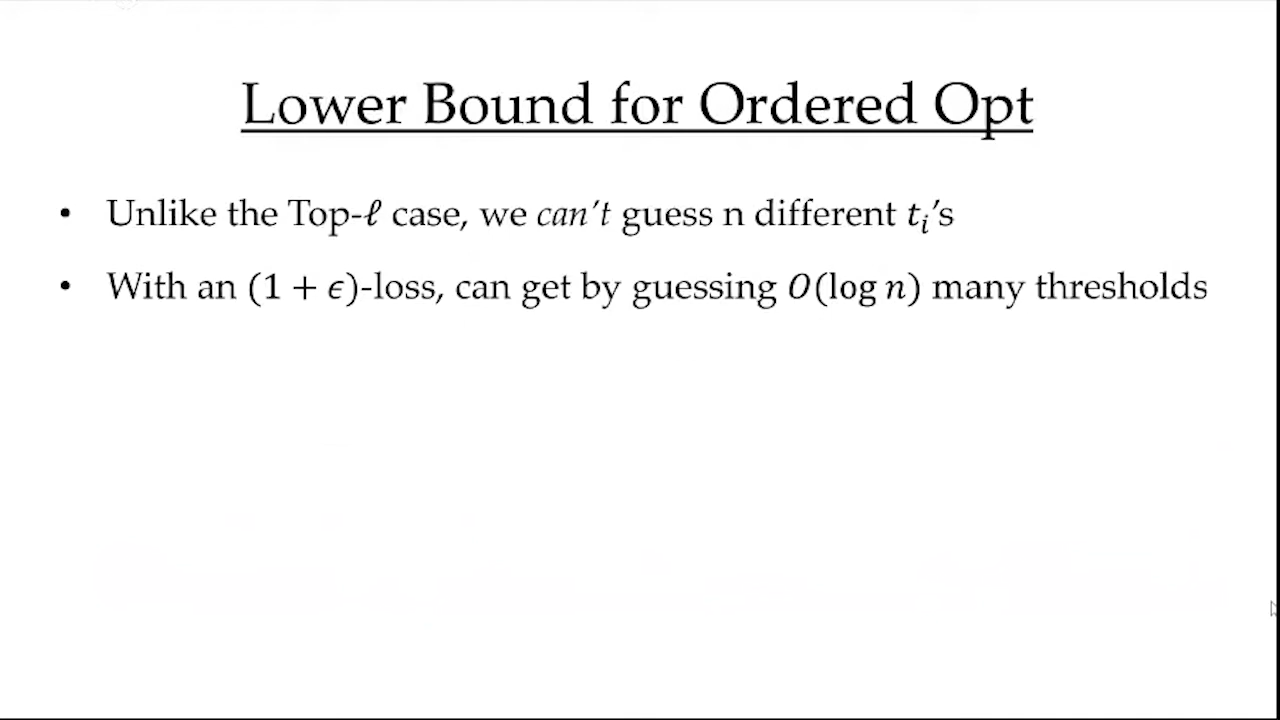 Lower Bound for Ordered Opt
• Unlike the Top-ℓ case, we can't guess n different tᵢ's
• With an (1 + ϵ)-loss, can get by guessing O(log n) many thresholds